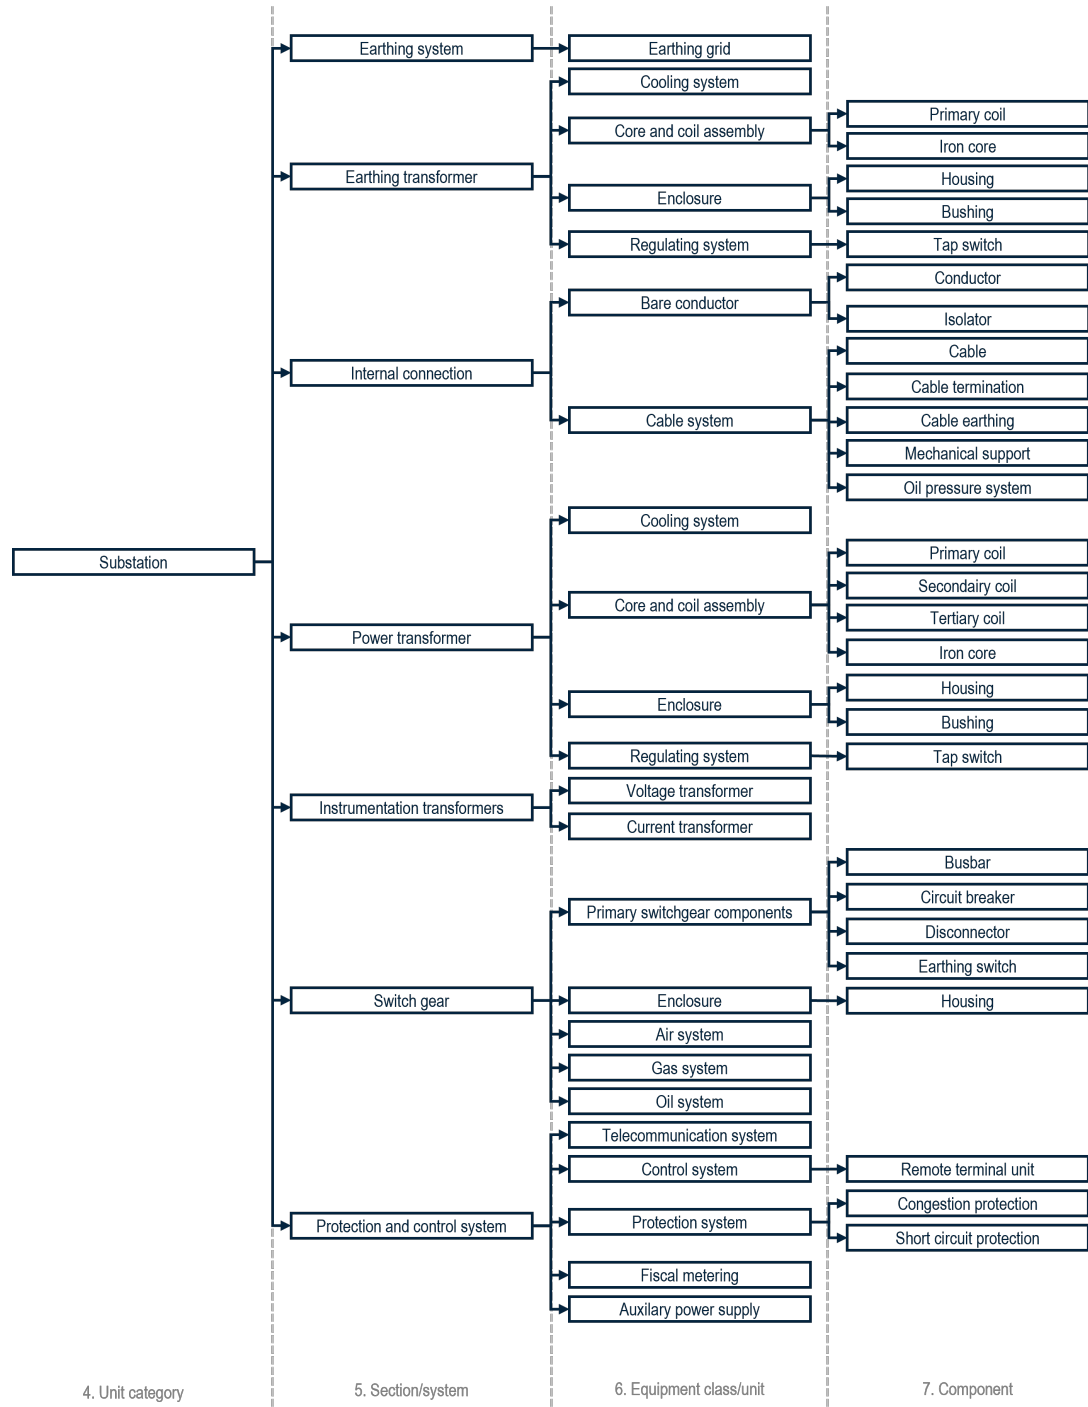 Earthing system
Earthing grid
Cooling system
Core and coil assembly
Primary coil
Iron core
Earthing transformer
Enclosure
Housing
Bushing
Regulating system
Tap switch
Bare conductor
Conductor
Isolator
Internal connection
Cable system
Cable
Cable termination
Cable earthing
Mechanical support
Oil pressure system
Substation
Cooling system
Core and coil assembly
Primary coil
Secondairy coil
Tertiary coil
Iron core
Power transformer
Enclosure
Housing
Bushing
Regulating system
Tap switch
Instrumentation transformers
Voltage transformer
Current transformer
Primary switchgear components
Busbar
Circuit breaker
Disconnector
Earthing switch
Switch gear
Enclosure
Housing
Air system
Gas system
Oil system
Telecommunication system
Control system
Remote terminal unit
Protection and control system
Protection system
Congestion protection
Short circuit protection
Fiscal metering
Auxilary power supply
4. Unit category
5. Section/system
6. Equipment class/unit
7. Component